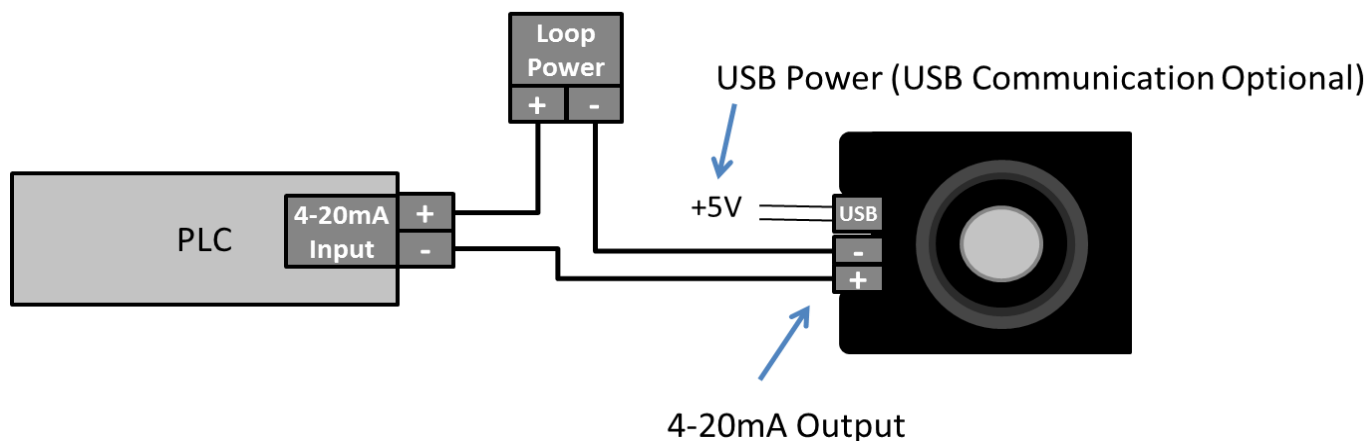 Loop
Power
+ -
USB Power (USB Communication Optional)
PLC
4-20mA
Input
+
-
+5V
USB
-
+
4-20mA Output